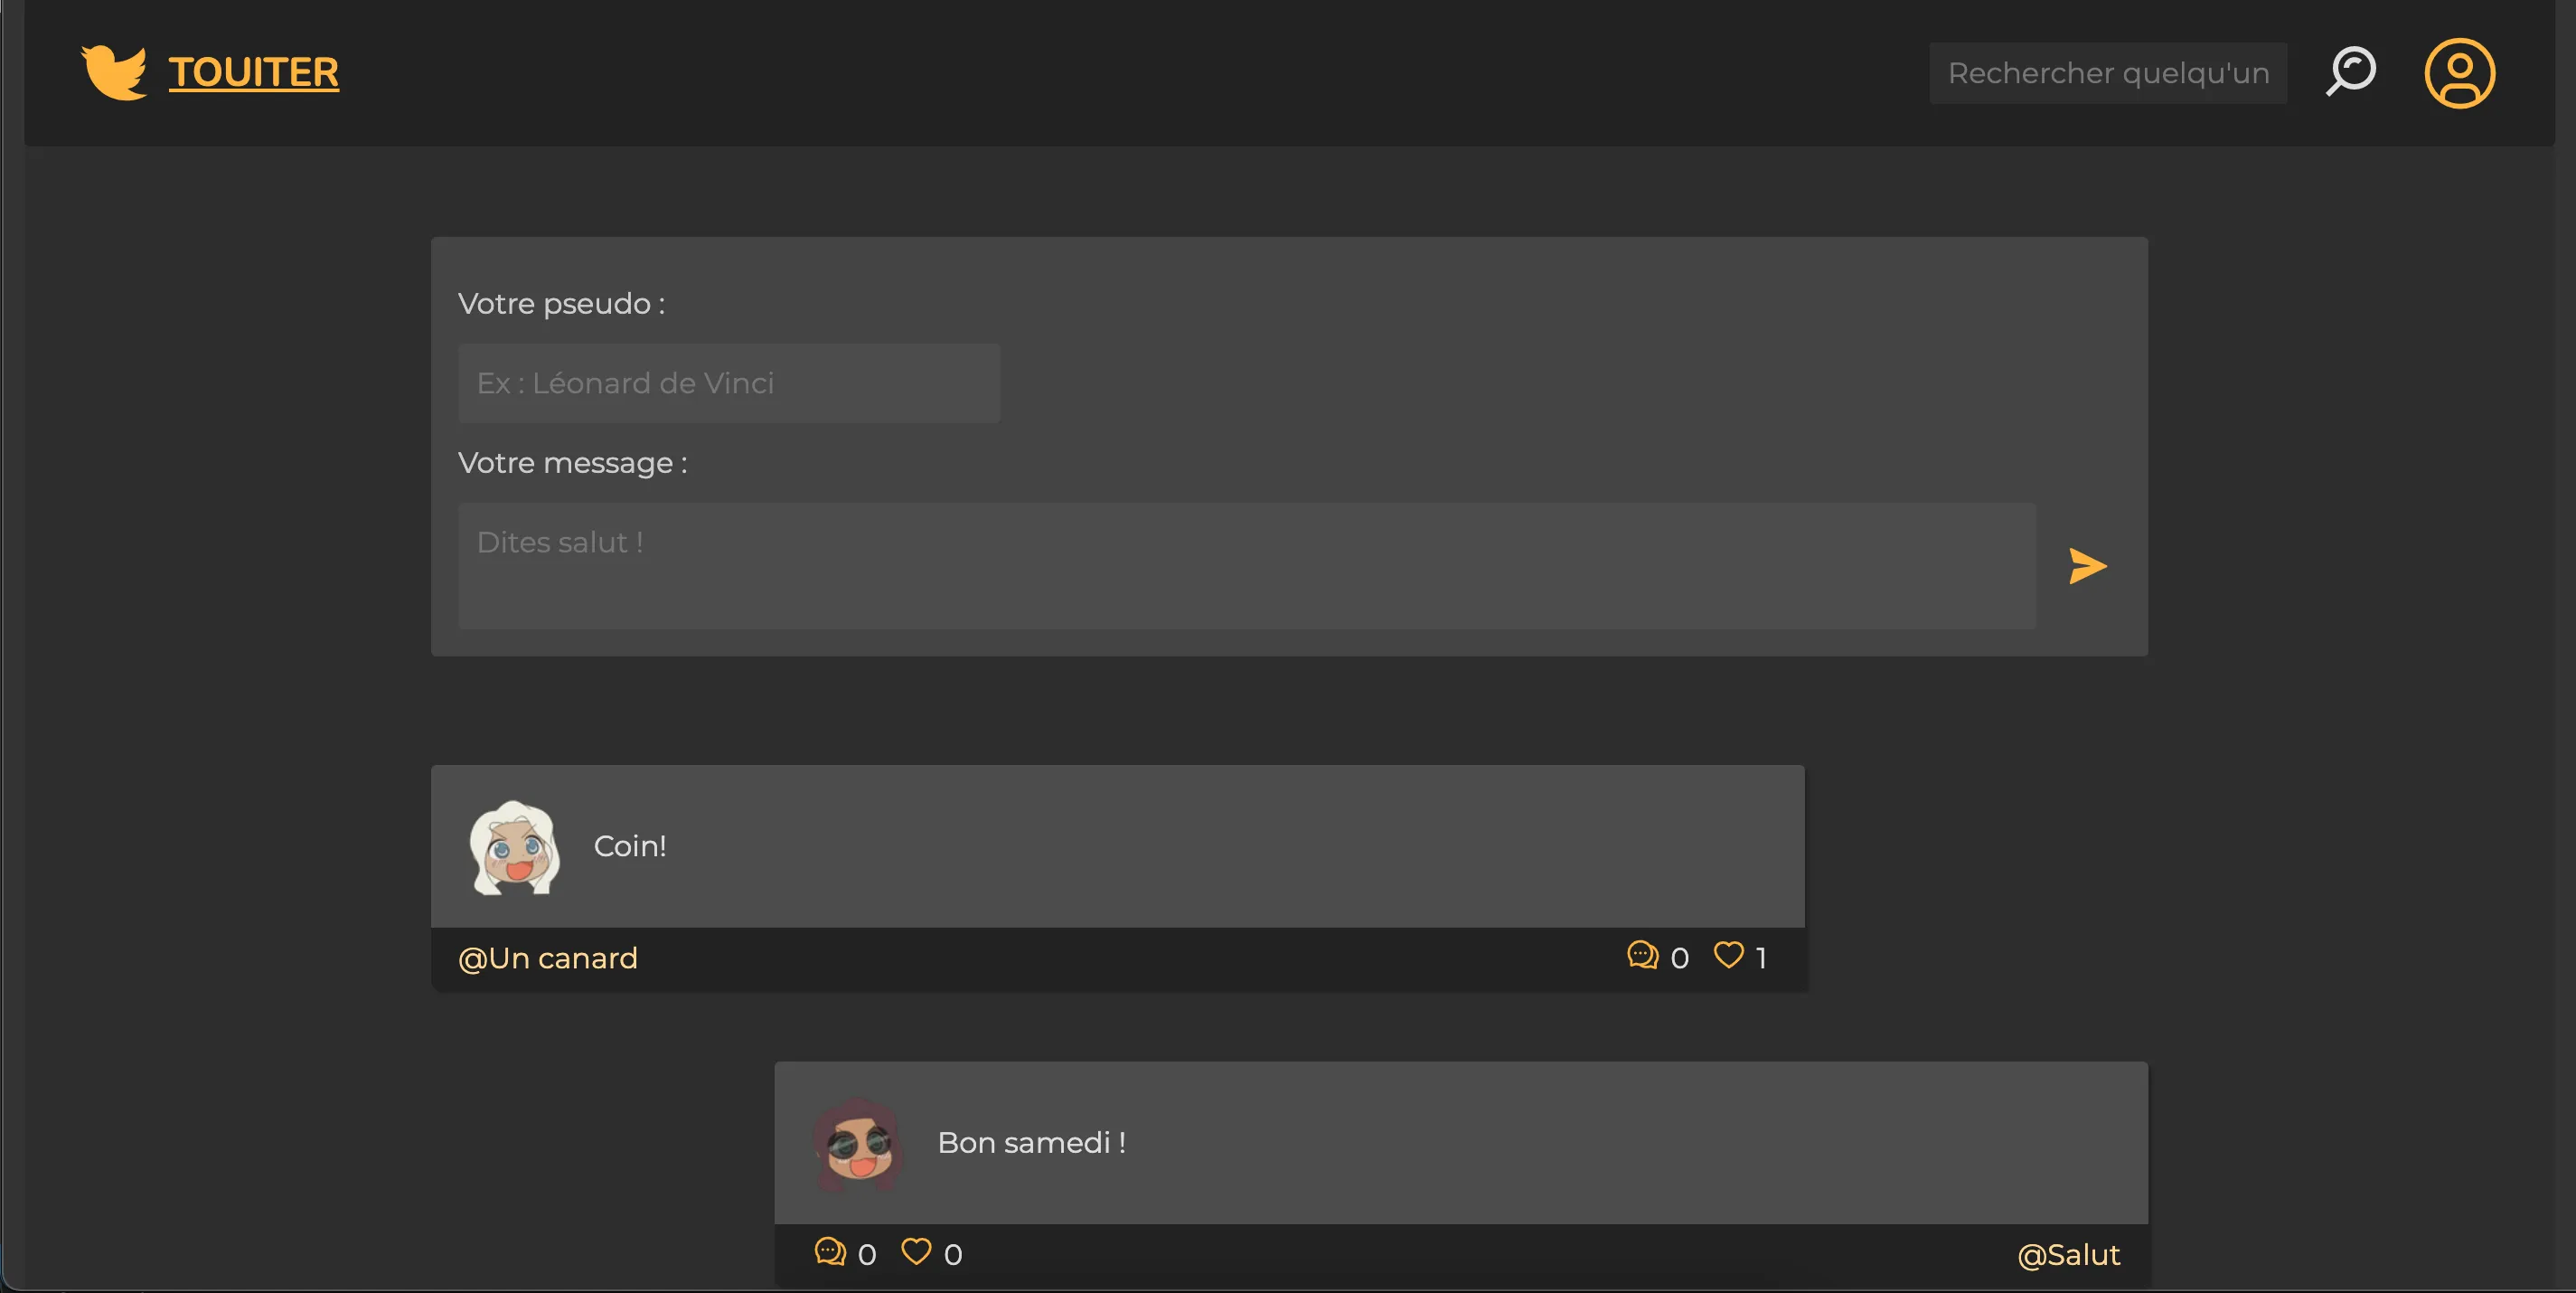 TOUITER
Rechercher quelqu'un
Votre pseudo :
Ex : Léonard de Vinci
Votre message :
Dites salut !
Coin!
@Un canard
0 1
Bon samedi !
0 0
@Salut